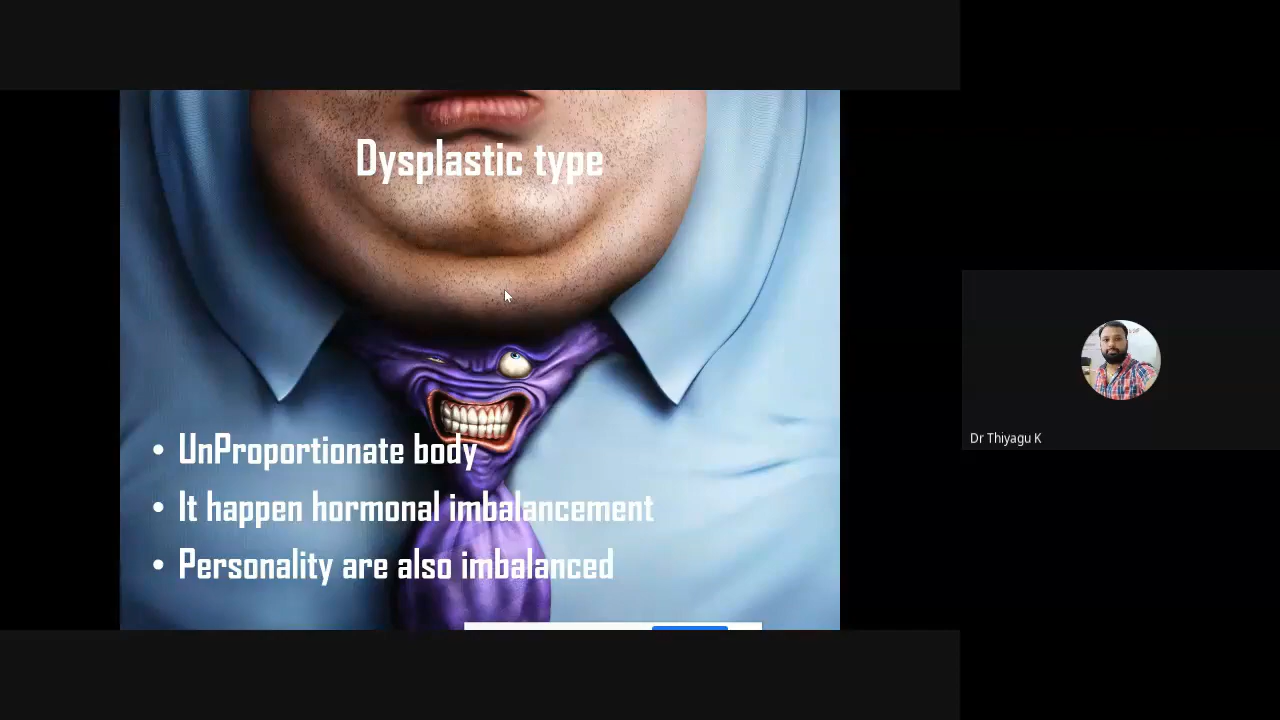 Dysplastic type
• UnProportionate body
• It happen hormonal imbalancement
• Personality are also imbalanced
Dr Thiyagu K